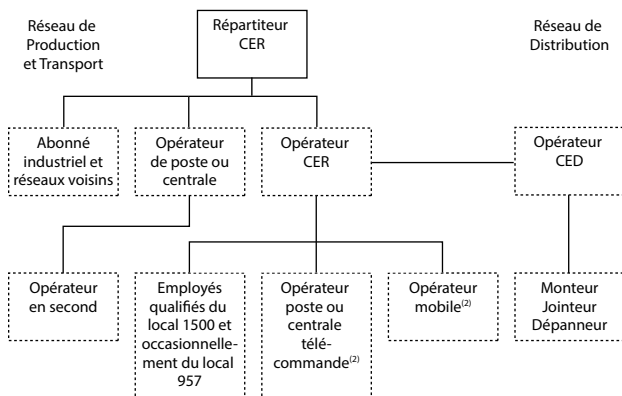 Réseau de
Production
et Transport
Répartiteur
CER
Réseau de
Distribution
Abonné
industriel et
réseaux voisins
Opérateur
de poste ou
centrale
Opérateur
CER
Opérateur
CED
Opérateur
en second
Employés
qualifiés du
local 1500 et
occasionnelle-
ment du local
957
Opérateur
poste ou
centrale
télé-
commande(2)
Opérateur
mobile(2)
Monteur
Jointeur
Dépanneur